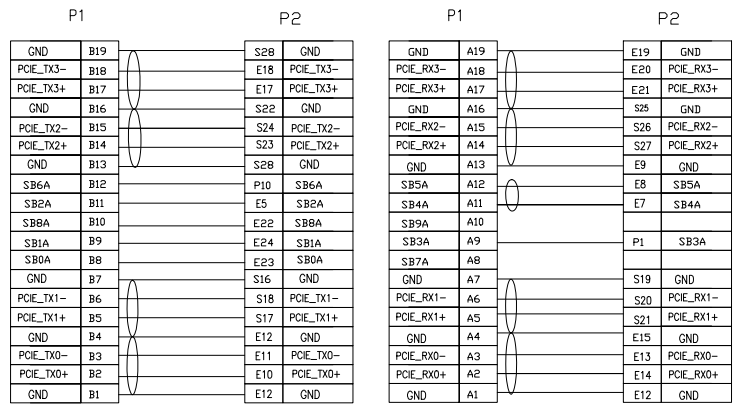 P1 P2
GND B19 S28 GND
PCIE_TX3- B18 E18 PCIE_TX3-
PCIE_TX3+ B17 E17 PCIE_TX3+
GND B16 S22 GND
PCIE_TX2- B15 S24 PCIE_TX2-
PCIE_TX2+ B14 S23 PCIE_TX2+
GND B13 S28 GND
SB6A B12 P10 SB6A
SB2A B11 E5 SB2A
SB8A B10 E22 SB8A
SB1A B9 E24 SB1A
SB0A B8 E23 SB0A
GND B7 S16 GND
PCIE_TX1- B6 S18 PCIE_TX1-
PCIE_TX1+ B5 S17 PCIE_TX1+
GND B4 E12 GND
PCIE_TX0- B3 E11 PCIE_TX0-
PCIE_TX0+ B2 E10 PCIE_TX0+
GND B1 E12 GND
P1 P2
GND A19 E19 GND
PCIE_RX3- A18 E20 PCIE_RX3-
PCIE_RX3+ A17 E21 PCIE_RX3+
GND A16 S25 GND
PCIE_RX2- A15 S26 PCIE_RX2-
PCIE_RX2+ A14 S27 PCIE_RX2+
GND A13 E9 GND
SB5A A12 E8 SB5A
SB4A A11 E7 SB4A
SB9A A10
SB3A A9 P1 SB3A
SB7A A8
GND A7 S19 GND
PCIE_RX1- A6 S20 PCIE_RX1-
PCIE_RX1+ A5 S21 PCIE_RX1+
GND A4 E15 GND
PCIE_RX0- A3 E13 PCIE_RX0-
PCIE_RX0+ A2 E14 PCIE_RX0+
GND A1 E12 GND